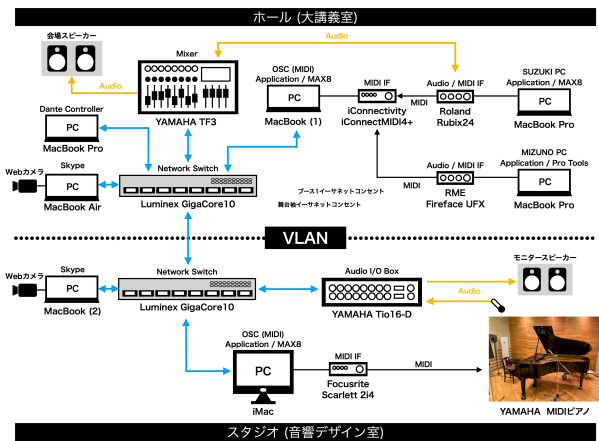 ホール (大講義室)
会場スピーカー
Audio
Mixer
YAMAHA TF3
Audio
OSC (MIDI)
Application / MAX8
PC
MacBook (1)
MIDI IF
iConnectivity
iConnectMIDI4+
MIDI
Audio / MIDI IF
Roland
Rubix24
SUZUKI PC
Application / MAX8
PC
MacBook Pro
Dante Controller
PC
MacBook Pro
Webカメラ
Skype
PC
MacBook Air
Network Switch
Luminex GigaCore10
ブース1イーサネットコンセント
舞台袖イーサネットコンセント
MIDI
Audio / MIDI IF
RME
Fireface UFX
MIZUNO PC
Application / Pro Tools
PC
MacBook Pro
VLAN
Webカメラ
Skype
PC
MacBook (2)
Network Switch
Luminex GigaCore10
Audio I/O Box
YAMAHA Tio16-D
Audio
モニタースピーカー
OSC (MIDI)
Application / MAX8
PC
iMac
MIDI IF
Focusrite
Scarlett 2i4
MIDI
YAMAHA MIDIピアノ
スタジオ (音響デザイン室)